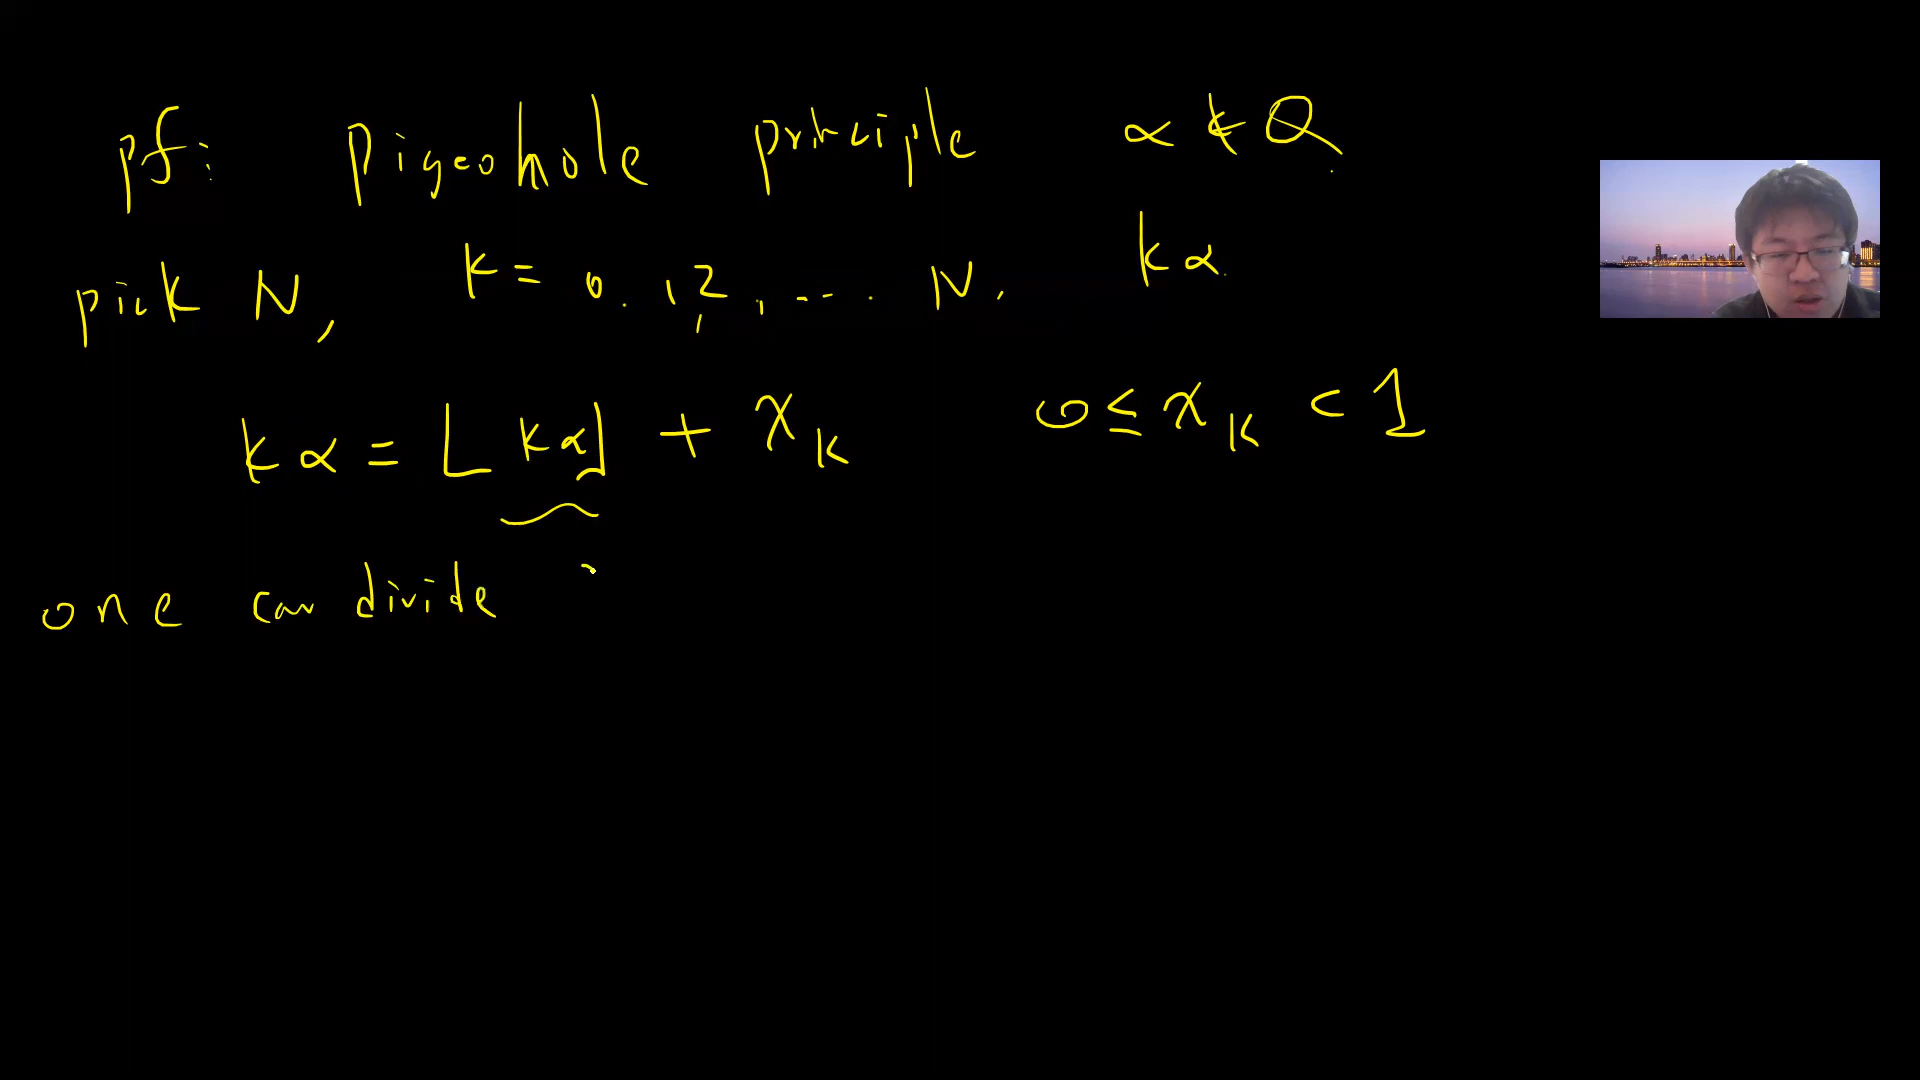 pf: Pigeohole principle α ∉ Q.
pick N, k = 0, 1, 2, ... N. kα.
kα = ⌊kα⌋ + x_k 0 ≤ x_k < 1
one can divide